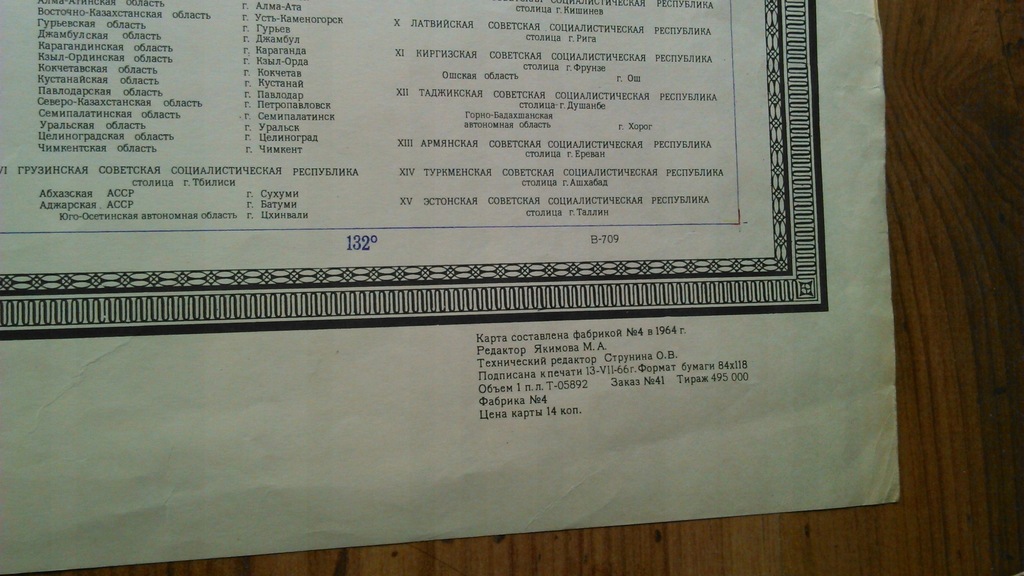 Алма-Атинская область г. Алма-Ата
Восточно-Казахстанская область г. Усть-Каменогорск
Гурьевская область г. Гурьев
Джамбулская область г. Джамбул
Карагандинская область г. Караганда
Кзыл-Ординская область г. Кзыл-Орда
Кокчетавская область г. Кокчетав
Кустанайская область г. Кустанай
Павлодарская область г. Павлодар
Северо-Казахстанская область г. Петропавловск
Семипалатинская область г. Семипалатинск
Уральская область г. Уральск
Целиноградская область г. Целиноград
Чимкентская область г. Чимкент
VI ГРУЗИНСКАЯ СОВЕТСКАЯ СОЦИАЛИСТИЧЕСКАЯ РЕСПУБЛИКА
столица г. Тбилиси
Абхазская АССР г. Сухуми
Аджарская АССР г. Батуми
Юго-Осетинская автономная область г. Цхинвали
СОВЕТСКАЯ СОЦИАЛИСТИЧЕСКАЯ РЕСПУБЛИКА
столица г. Кишинев
X ЛАТВИЙСКАЯ СОВЕТСКАЯ СОЦИАЛИСТИЧЕСКАЯ РЕСПУБЛИКА
столица г. Рига
XI КИРГИЗСКАЯ СОВЕТСКАЯ СОЦИАЛИСТИЧЕСКАЯ РЕСПУБЛИКА
столица г. Фрунзе
Ошская область г. Ош
XII ТАДЖИКСКАЯ СОВЕТСКАЯ СОЦИАЛИСТИЧЕСКАЯ РЕСПУБЛИКА
столица г. Душанбе
Горно-Бадахшанская
автономная область г. Хорог
XIII АРМЯНСКАЯ СОВЕТСКАЯ СОЦИАЛИСТИЧЕСКАЯ РЕСПУБЛИКА
столица г. Ереван
XIV ТУРКМЕНСКАЯ СОВЕТСКАЯ СОЦИАЛИСТИЧЕСКАЯ РЕСПУБЛИКА
столица г. Ашхабад
XV ЭСТОНСКАЯ СОВЕТСКАЯ СОЦИАЛИСТИЧЕСКАЯ РЕСПУБЛИКА
столица г. Таллин
132° В-709
Карта составлена фабрикой №4 в 1964 г.
Редактор Якимова М. А.
Технический редактор Струнина О.В.
Подписана к печати 13-VII-66г. Формат бумаги 84х118
Объем 1 п.л. Т-05892 Заказ №41 Тираж 495 000
Фабрика №4
Цена карты 14 коп.